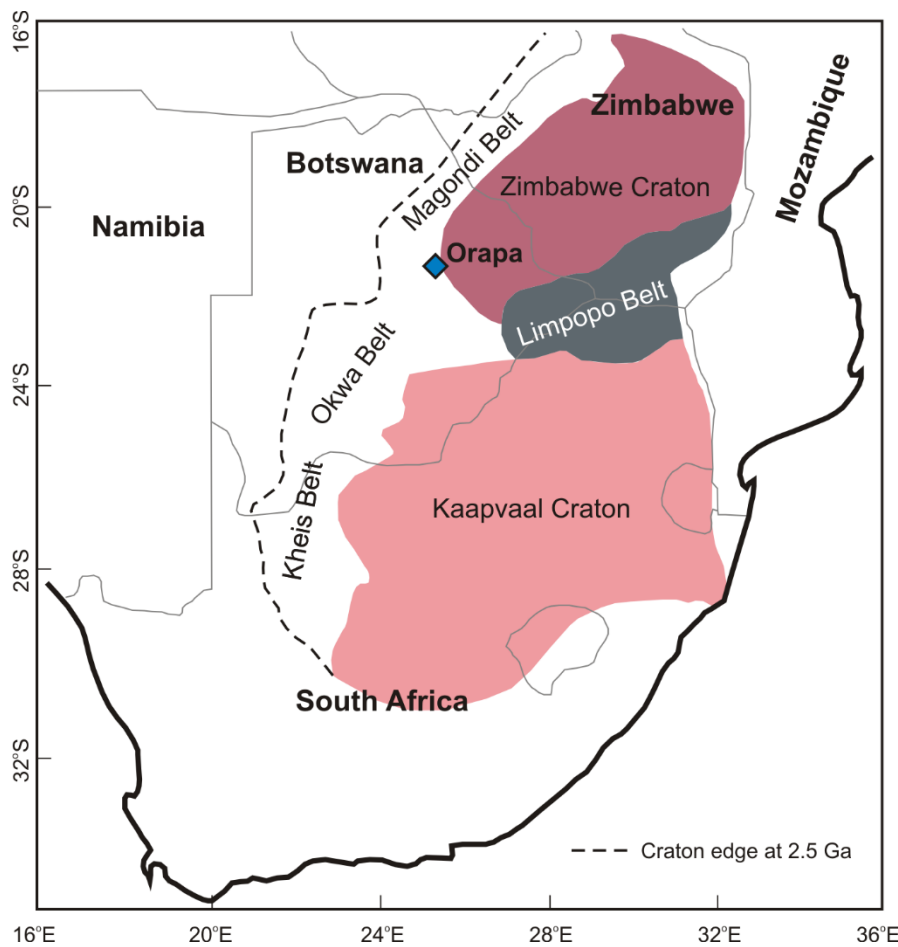 16°S
20°S
24°S
28°S
32°S
Zimbabwe
Mozambique
Magondi Belt
Botswana
Zimbabwe Craton
Namibia
Orapa
Limpopo Belt
Okwa Belt
Kheis Belt
Kaapvaal Craton
South Africa
Craton edge at 2.5 Ga
16°E
20°E
24°E
28°E
32°E
36°E